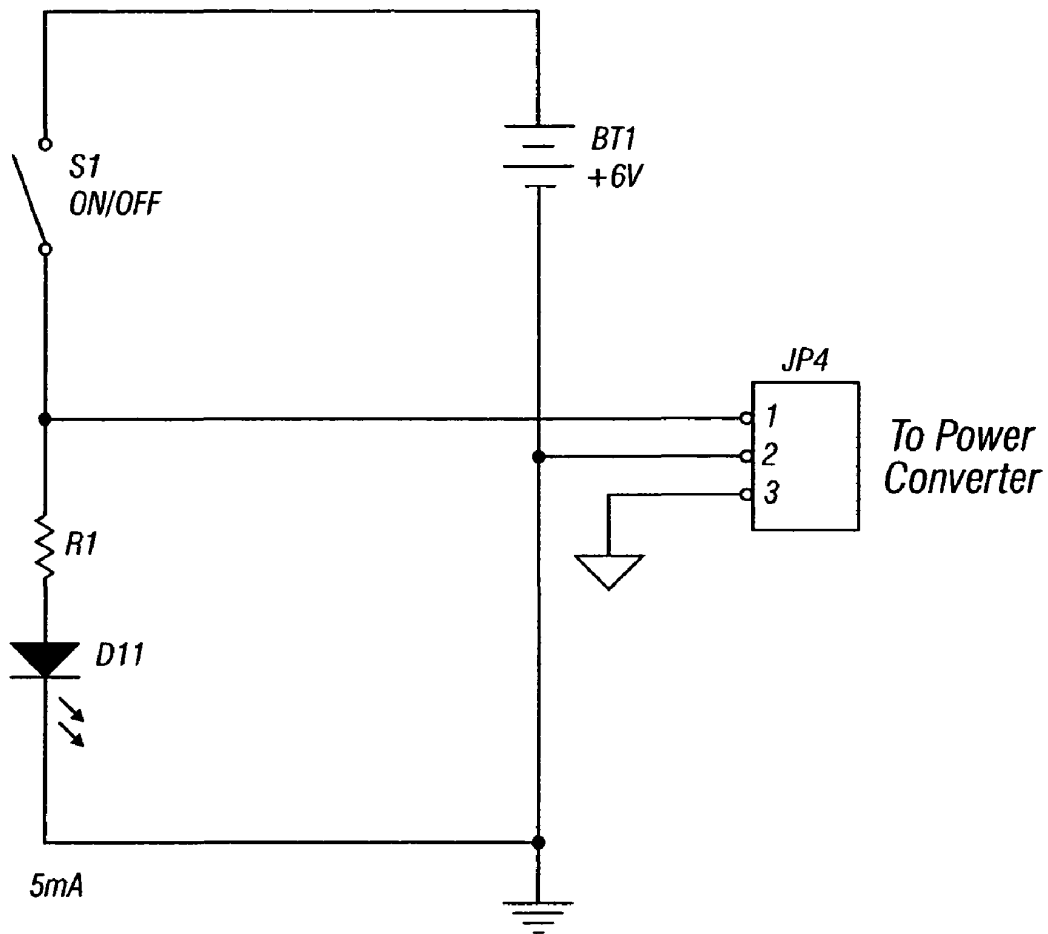 S1
ON/OFF
BT1
+6V
JP4
1
2
3
To Power
Converter
R1
D11
5mA